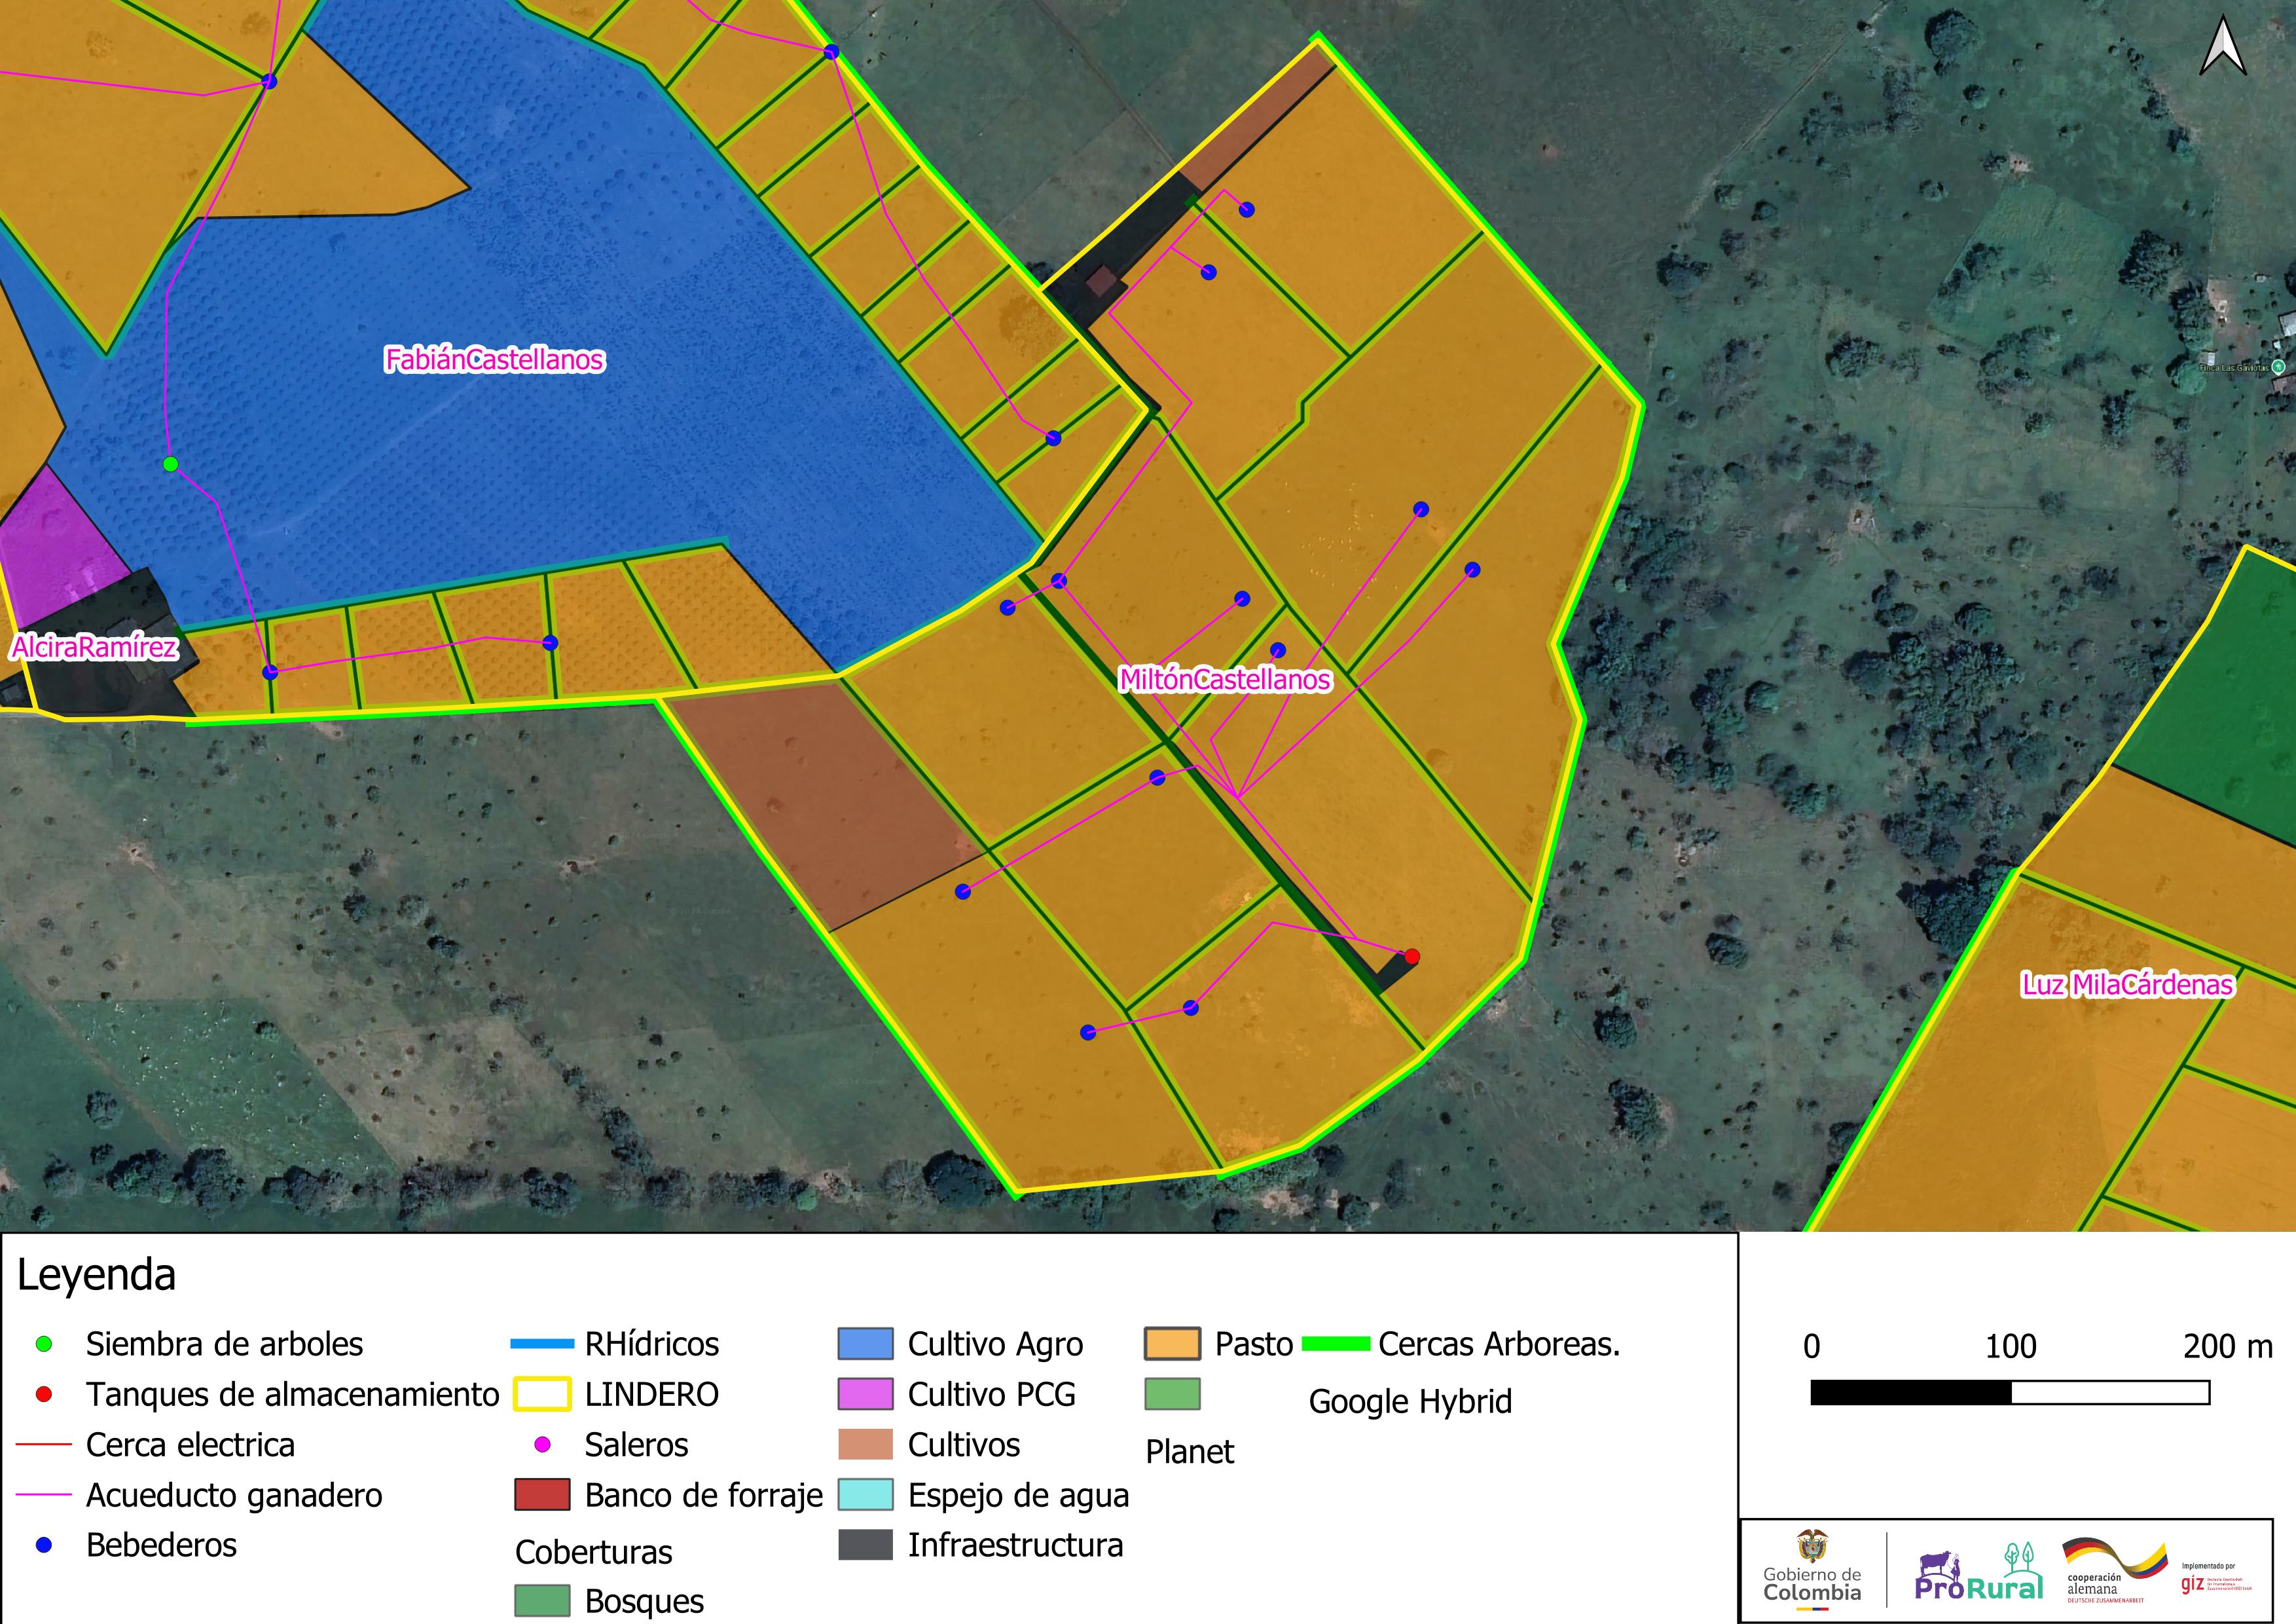 FabiánCastellanos
Finca Las Gaviotas
AlciraRamírez
MiltónCastellanos
Luz MilaCárdenas
Leyenda
Siembra de arboles
Tanques de almacenamiento
Cerca electrica
Acueducto ganadero
Bebederos
RHídricos
LINDERO
Saleros
Banco de forraje
Coberturas
Bosques
Cultivo Agro
Cultivo PCG
Cultivos
Espejo de agua
Infraestructura
Pasto
Planet
Cercas Arboreas.
Google Hybrid
0 100 200 m
Gobierno de
Colombia
ProRural
cooperación
alemana
DEUTSCHE ZUSAMMENARBEIT
Implementado por
giz